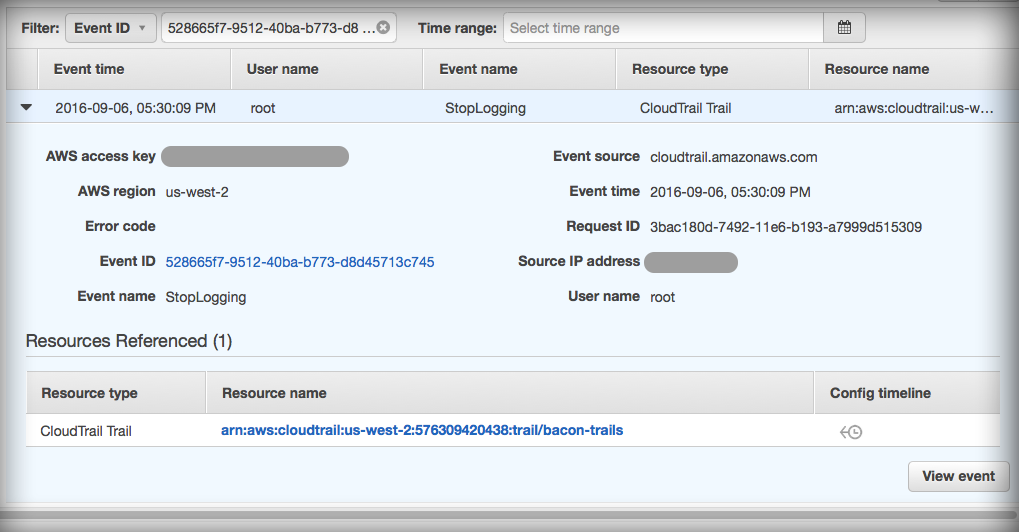 Filter: Event ID 528665f7-9512-40ba-b773-d8 ... Time range: Select time range
Event time User name Event name Resource type Resource name
2016-09-06, 05:30:09 PM root StopLogging CloudTrail Trail arn:aws:cloudtrail:us-w...
AWS access key Event source cloudtrail.amazonaws.com
AWS region us-west-2 Event time 2016-09-06, 05:30:09 PM
Error code Request ID 3bac180d-7492-11e6-b193-a7999d515309
Event ID 528665f7-9512-40ba-b773-d8d45713c745 Source IP address
Event name StopLogging User name root
Resources Referenced (1)
Resource type Resource name Config timeline
CloudTrail Trail arn:aws:cloudtrail:us-west-2:576309420438:trail/bacon-trails
View event